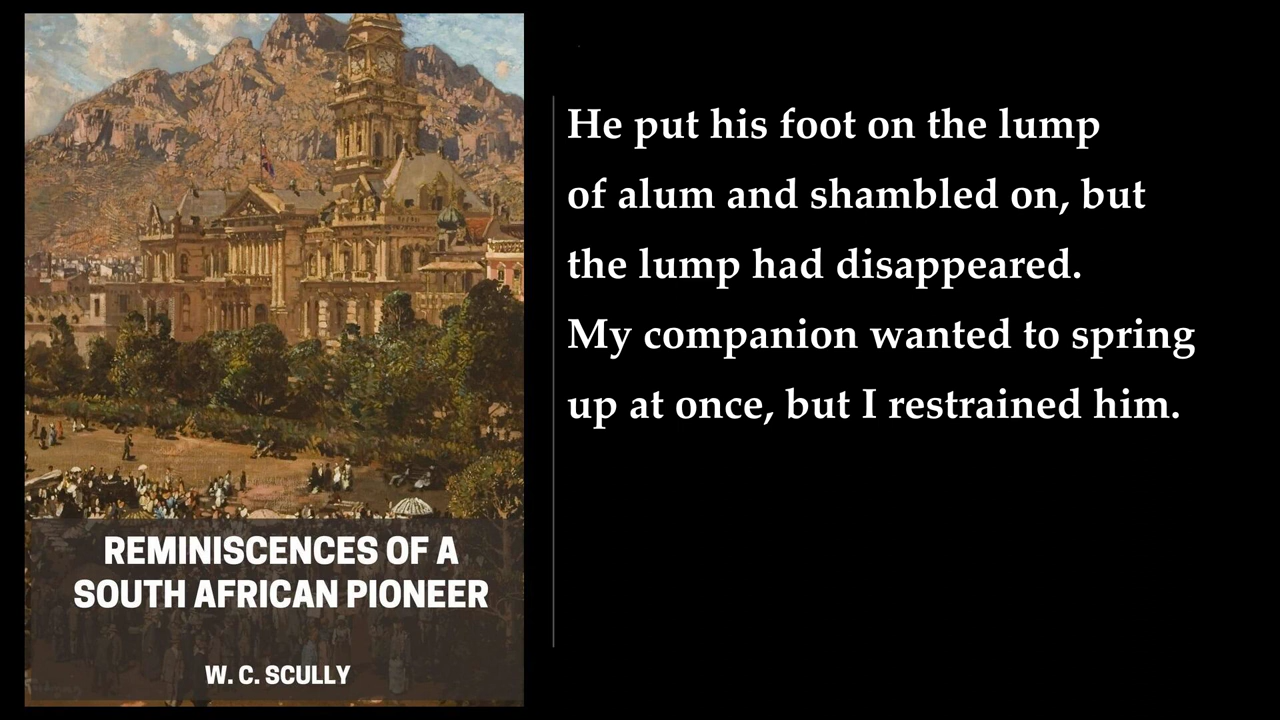 He put his foot on the lump
of alum and shambled on, but
the lump had disappeared.
My companion wanted to spring
up at once, but I restrained him.
REMINISCENCES OF A
SOUTH AFRICAN PIONEER
W. C. SCULLY